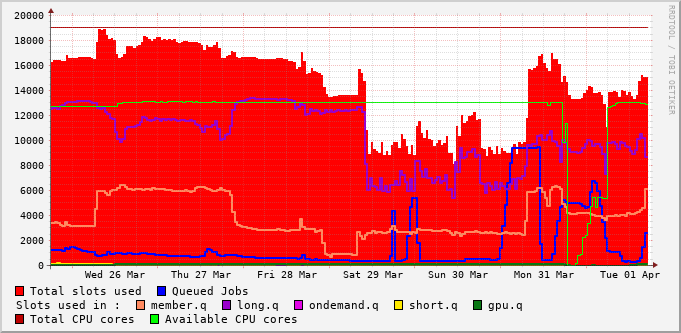 20000
18000
16000
14000
12000
10000
8000
6000
4000
2000
0
Wed 26 Mar Thu 27 Mar Fri 28 Mar Sat 29 Mar Sun 30 Mar Mon 31 Mar Tue 01 Apr
RRDTOOL / TOBI OETIKER
Total slots used Queued Jobs
Slots used in : member.q long.q ondemand.q short.q gpu.q
Total CPU cores Available CPU cores